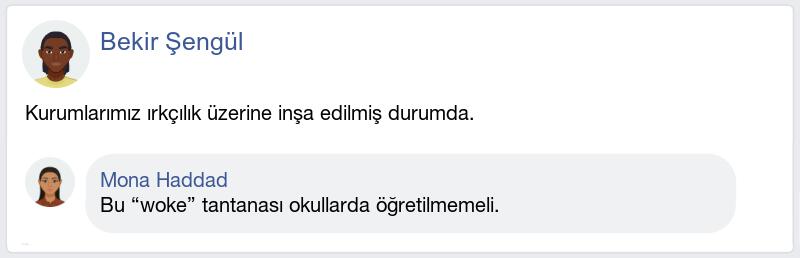 Bekir Şengül
Kurumlarımız ırkçılık üzerine inşa edilmiş durumda.
Mona Haddad
Bu “woke” tantanası okullarda öğretilmemeli.